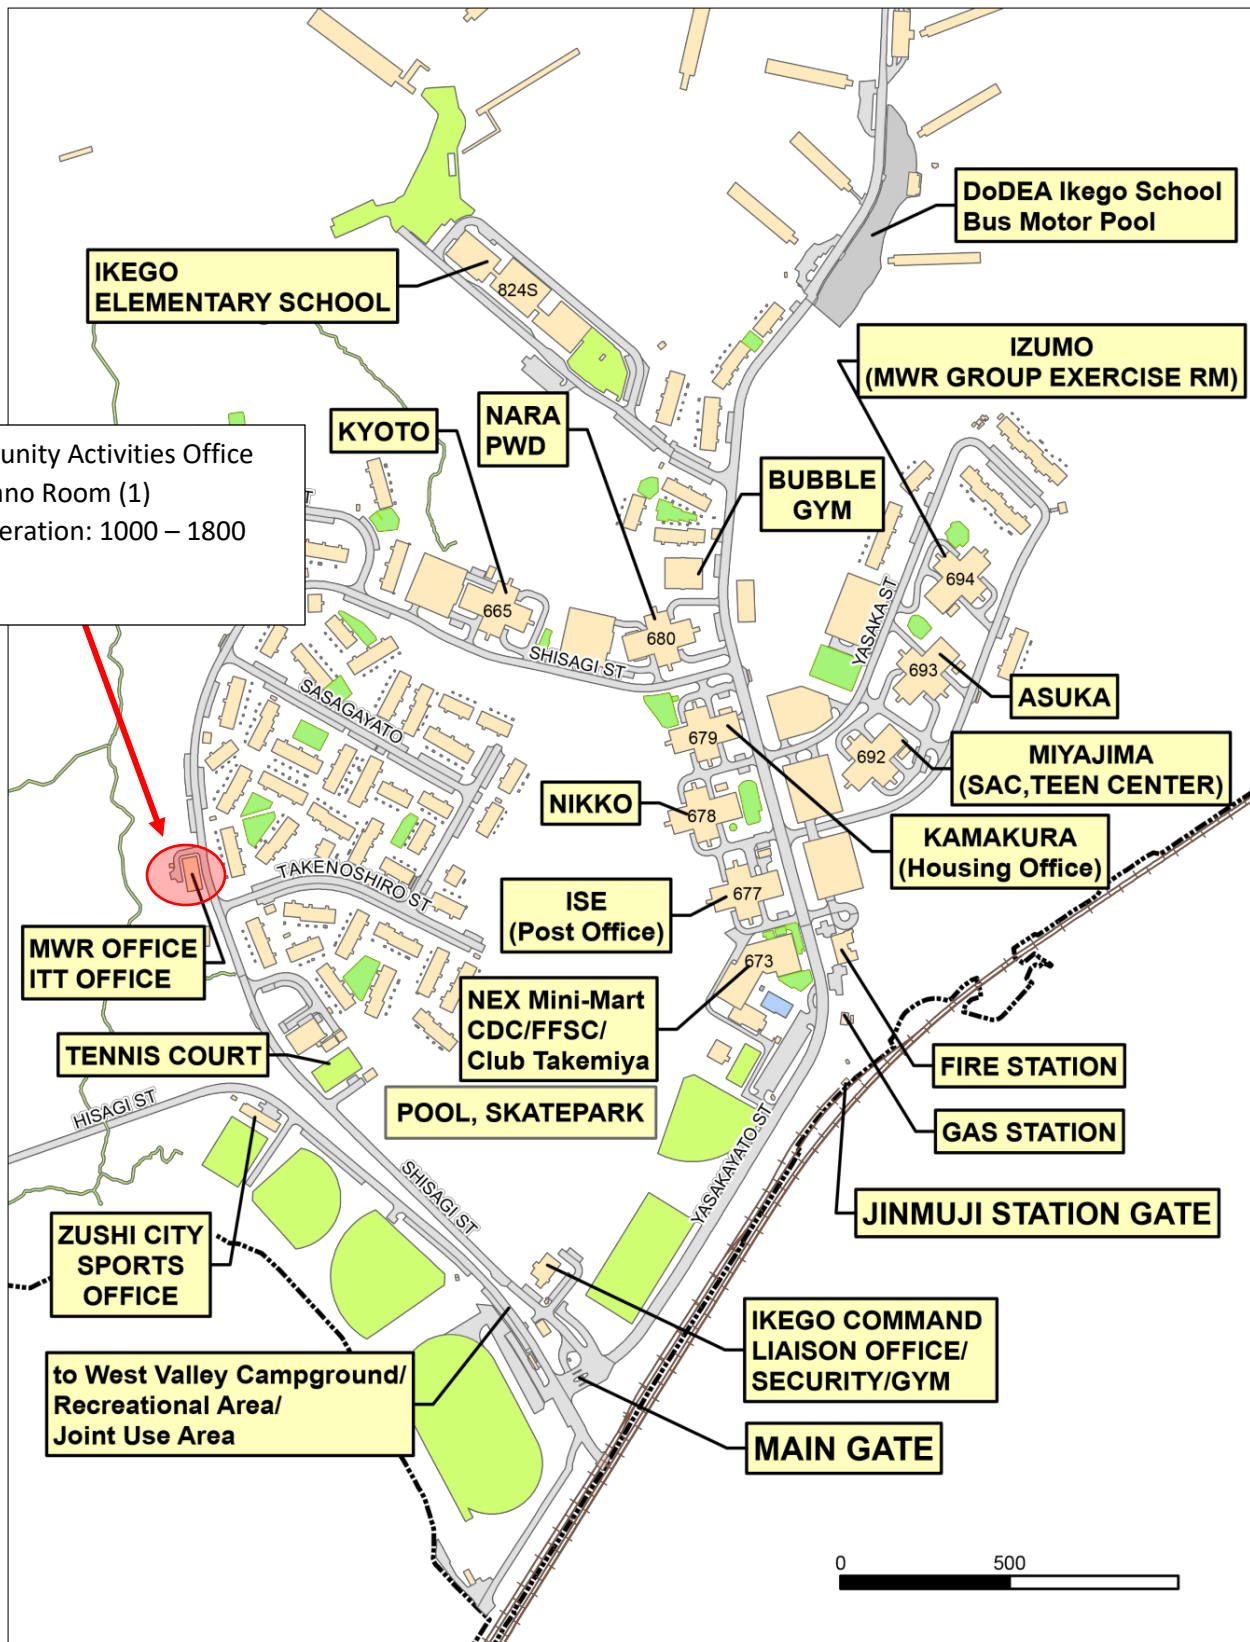 DoDEA Ikego School
Bus Motor Pool
IKEGO
ELEMENTARY SCHOOL
824S
IZUMO
(MWR GROUP EXERCISE RM)
KYOTO
NARA
PWD
BUBBLE
GYM
unity Activities Office
Room (1)
eration: 1000 – 1800
ST
694
YASAKA ST
665
680
SHISAGI ST
693
ASUKA
SASAGAYATO
679
692
MIYAJIMA
(SAC,TEEN CENTER)
NIKKO
678
KAMAKURA
(Housing Office)
TAKENOSHIRO ST
ISE
(Post Office)
677
MWR OFFICE
ITT OFFICE
673
NEX Mini-Mart
CDC/FFSC/
Club Takemiya
TENNIS COURT
FIRE STATION
POOL, SKATEPARK
HISAGI ST
GAS STATION
SHISAGI ST
YASAKAYATO ST
JINMUJI STATION GATE
ZUSHI CITY
SPORTS
OFFICE
IKEGO COMMAND
LIAISON OFFICE/
SECURITY/GYM
to West Valley Campground/
Recreational Area/
Joint Use Area
MAIN GATE
0 500